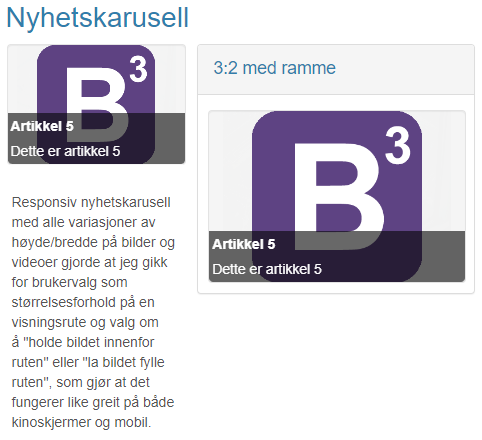 Nyhetskarusell
B3
Artikkel 5
Dette er artikkel 5
Responsiv nyhetskarusell
med alle variasjoner av
høyde/bredde på bilder og
videoer gjorde at jeg gikk
for brukervalg som
størrelsesforhold på en
visningsrute og valg om
å "holde bildet innenfor
ruten" eller "la bildet fylle
ruten", som gjør at det
fungerer like greit på både
kinoskjermer og mobil.
3:2 med ramme
B3
Artikkel 5
Dette er artikkel 5